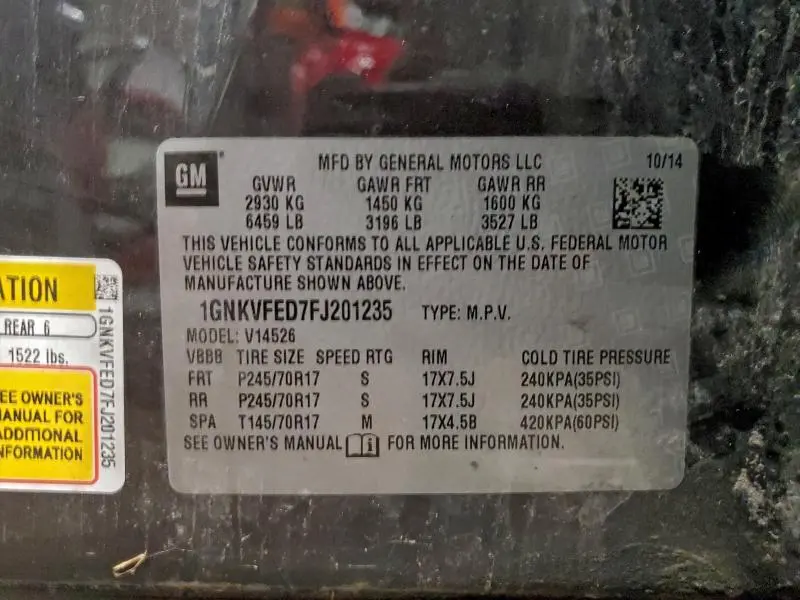 GM
MFD BY GENERAL MOTORS LLC 10/14
GVWR GAWR FRT GAWR RR
2930 KG 1450 KG 1600 KG
6459 LB 3196 LB 3527 LB
THIS VEHICLE CONFORMS TO ALL APPLICABLE U.S. FEDERAL MOTOR
VEHICLE SAFETY STANDARDS IN EFFECT ON THE DATE OF
MANUFACTURE SHOWN ABOVE.
1GNKVFED7FJ201235 TYPE: M.P.V.
MODEL: V14526
VBBB TIRE SIZE SPEED RTG RIM COLD TIRE PRESSURE
FRT P245/70R17 S 17X7.5J 240KPA(35PSI)
RR P245/70R17 S 17X7.5J 240KPA(35PSI)
SPA T145/70R17 M 17X4.5B 420KPA(60PSI)
SEE OWNER'S MANUAL FOR MORE INFORMATION.
ATION
REAR 6
1522 lbs.
EE OWNER'S
ANUAL FOR
ADDITIONAL
NFORMATION
1GNKVFED7FJ201235